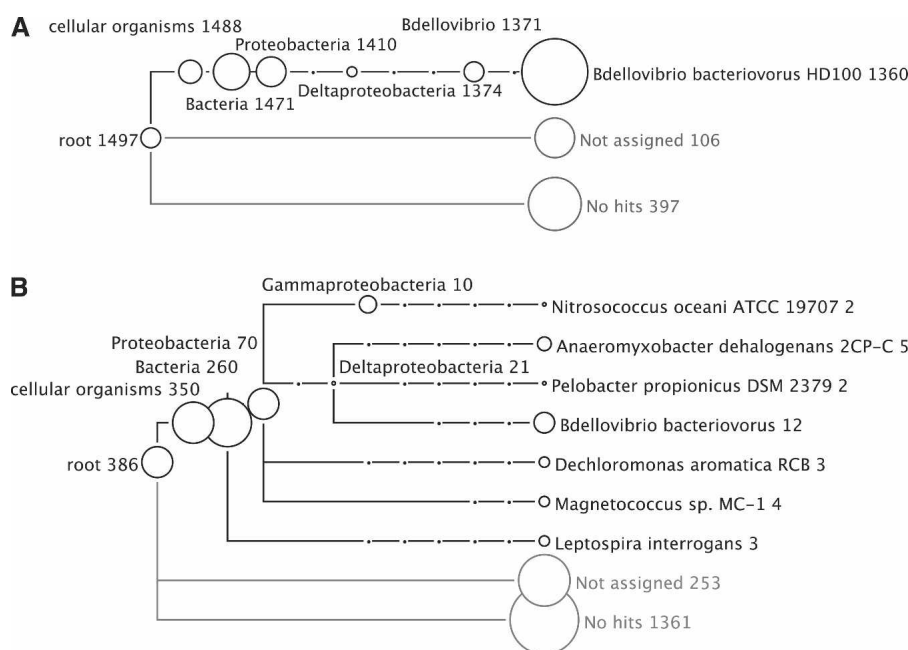 A
cellular organisms 1488
Bdellovibrio 1371
Proteobacteria 1410
Bdellovibrio bacteriovorus HD100 1360
Deltaproteobacteria 1374
Bacteria 1471
root 1497
Not assigned 106
No hits 397
B
Gammaproteobacteria 10
Nitrosococcus oceani ATCC 19707 2
Proteobacteria 70
Anaeromyxobacter dehalogenans 2CP-C 5
Bacteria 260
Deltaproteobacteria 21
Pelobacter propionicus DSM 2379 2
cellular organisms 350
Bdellovibrio bacteriovorus 12
root 386
Dechloromonas aromatica RCB 3
Magnetococcus sp. MC-1 4
Leptospira interrogans 3
Not assigned 253
No hits 1361